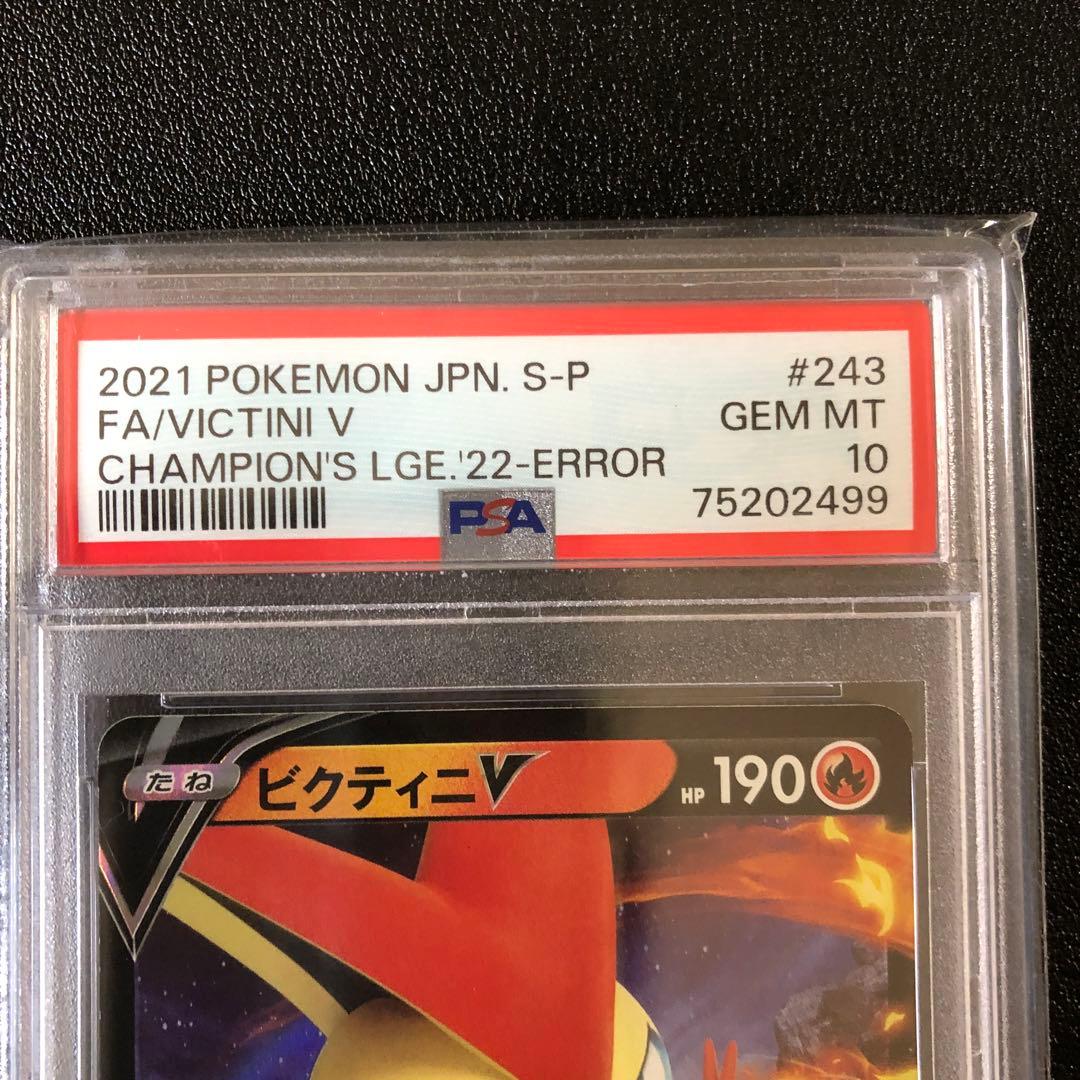 2021 POKEMON JPN. S-P #243
FA/VICTINI V GEM MT
CHAMPION'S LGE.'22-ERROR 10
PSA 75202499
たね ビクティニV HP 190